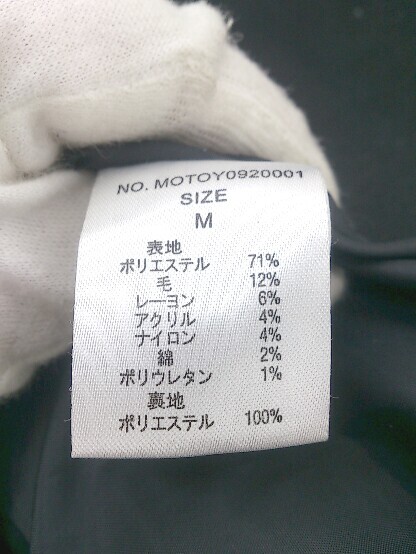 NO. MOTOY0920001
SIZE
M
表地
ポリエステル 71%
毛 12%
レーヨン 6%
アクリル 4%
ナイロン 4%
綿 2%
ポリウレタン 1%
裏地
ポリエステル 100%